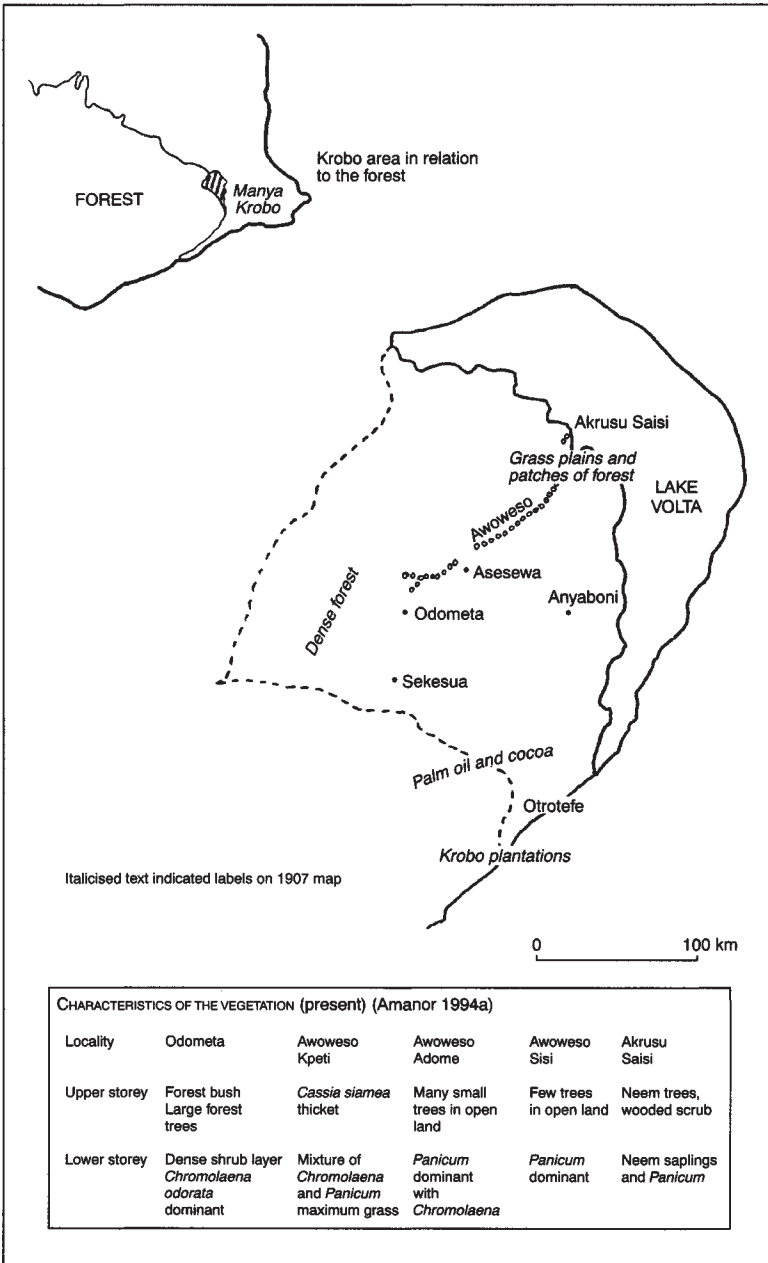 Krobo area in relation
to the forest
FOREST
Manya
Krobo
Akrusu Saisi
Grass plains and
patches of forest
LAKE
VOLTA
Awoweso
Asesewa
Dense forest
Anyaboni
Odometa
Sekesua
Palm oil and cocoa
Otrotefe
Krobo plantations
Italicised text indicated labels on 1907 map
0 100 km
CHARACTERISTICS OF THE VEGETATION (present) (Amanor 1994a)
Locality Odometa Awoweso Awoweso Awoweso Akrusu
Kpeti Adome Sisi Saisi
Upper storey Forest bush Cassia siamea Many small Few trees Neem trees,
Large forest thicket trees in open in open land wooded scrub
trees land
Lower storey Dense shrub layer Mixture of Panicum Panicum Neem saplings
Chromolaena Chromolaena dominant dominant and Panicum
odorata and Panicum with
dominant maximum grass Chromolaena